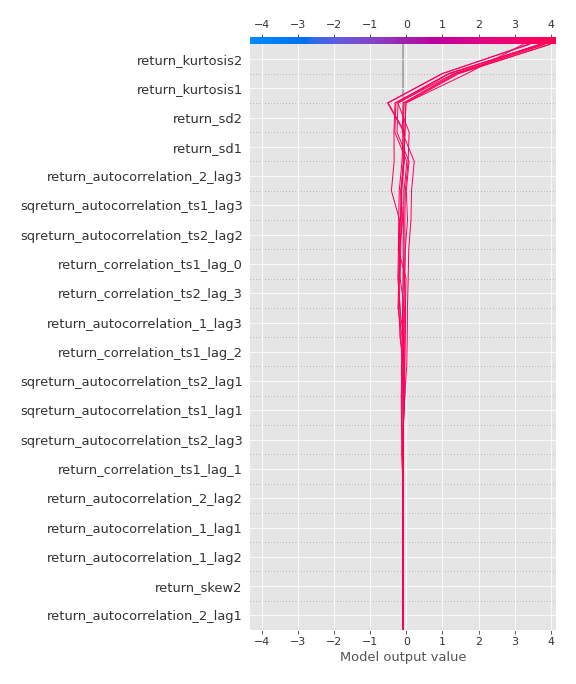 −4 −3 −2 −1 0 1 2 3 4
return_kurtosis2
return_kurtosis1
return_sd2
return_sd1
return_autocorrelation_2_lag3
sqreturn_autocorrelation_ts1_lag3
sqreturn_autocorrelation_ts2_lag2
return_correlation_ts1_lag_0
return_correlation_ts2_lag_3
return_autocorrelation_1_lag3
return_correlation_ts1_lag_2
sqreturn_autocorrelation_ts2_lag1
sqreturn_autocorrelation_ts1_lag1
sqreturn_autocorrelation_ts2_lag3
return_correlation_ts1_lag_1
return_autocorrelation_2_lag2
return_autocorrelation_1_lag1
return_autocorrelation_1_lag2
return_skew2
return_autocorrelation_2_lag1
−4 −3 −2 −1 0 1 2 3 4
Model output value